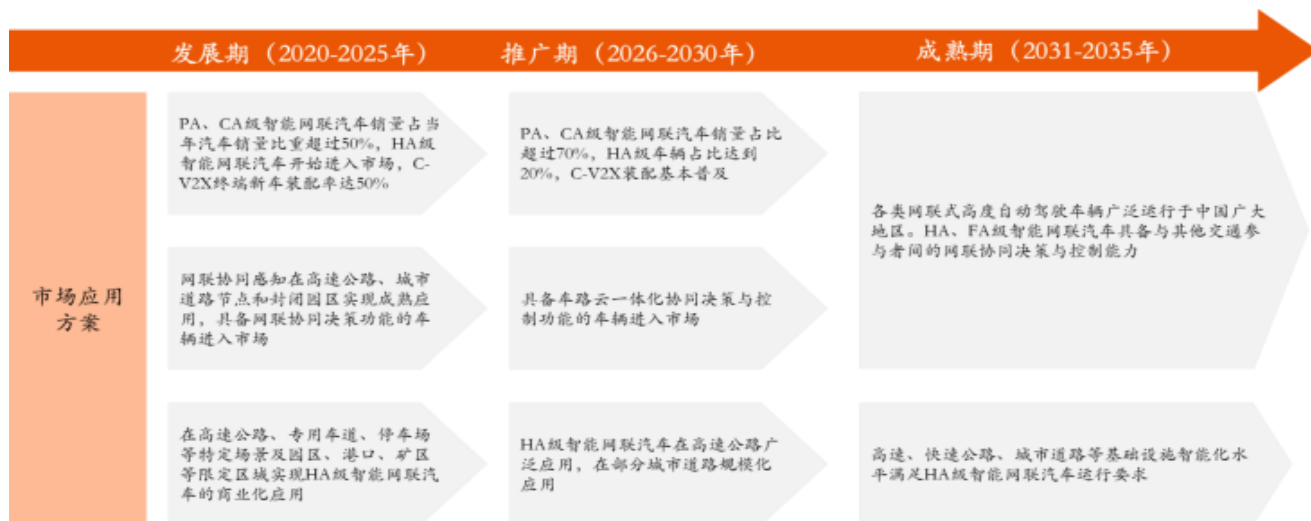 发展期（2020-2025年）
推广期（2026-2030年）
成熟期（2031-2035年）
市场应用
方案
PA、CA级智能网联汽车销量占当
年汽车销量比重超过50%，HA级
智能网联汽车开始进入市场，C-
V2X终端新车装配率达50%
PA、CA级智能网联汽车销量占比
超过70%，HA级车辆占比达到
20%，C-V2X装配基本普及
各类网联式高度自动驾驶车辆广泛运行于中国广大
地区。HA、FA级智能网联汽车具备与其他交通参
与者间的网联协同决策与控制能力
网联协同感知在高速公路、城市
道路节点和封闭园区实现成熟应
用，具备网联协同决策功能的车
辆进入市场
具备车路云一体化协同决策与控
制功能的车辆进入市场
在高速公路、专用车道、停车场
等特定场景及园区、港口、矿区
等限定区域实现HA级智能网联汽
车的商业化应用
HA级智能网联汽车在高速公路广
泛应用，在部分城市道路规模化
应用
高速、快速公路、城市道路等基础设施智能化水
平满足HA级智能网联汽车运行要求